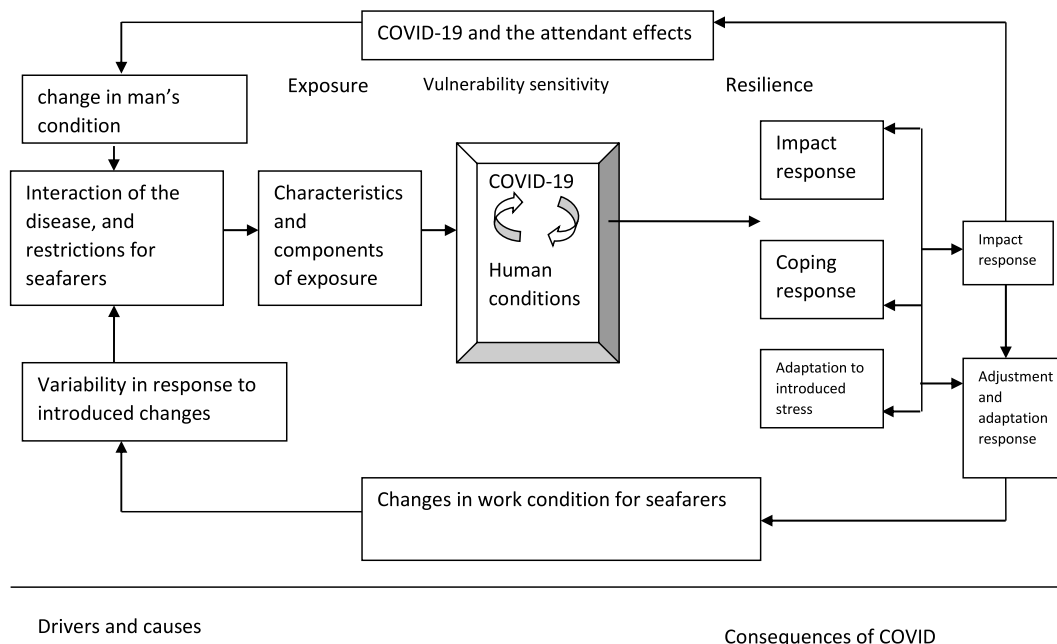 COVID-19 and the attendant effects
Exposure
Vulnerability sensitivity
Resilience
change in man's
condition
Interaction of the
disease, and
restrictions for
seafarers
Characteristics
and
components
of exposure
COVID-19
Human
conditions
Impact
response
Coping
response
Adaptation to
introduced
stress
Impact
response
Adjustment
and
adaptation
response
Variability in response to
introduced changes
Changes in work condition for seafarers
Drivers and causes
Consequences of COVID